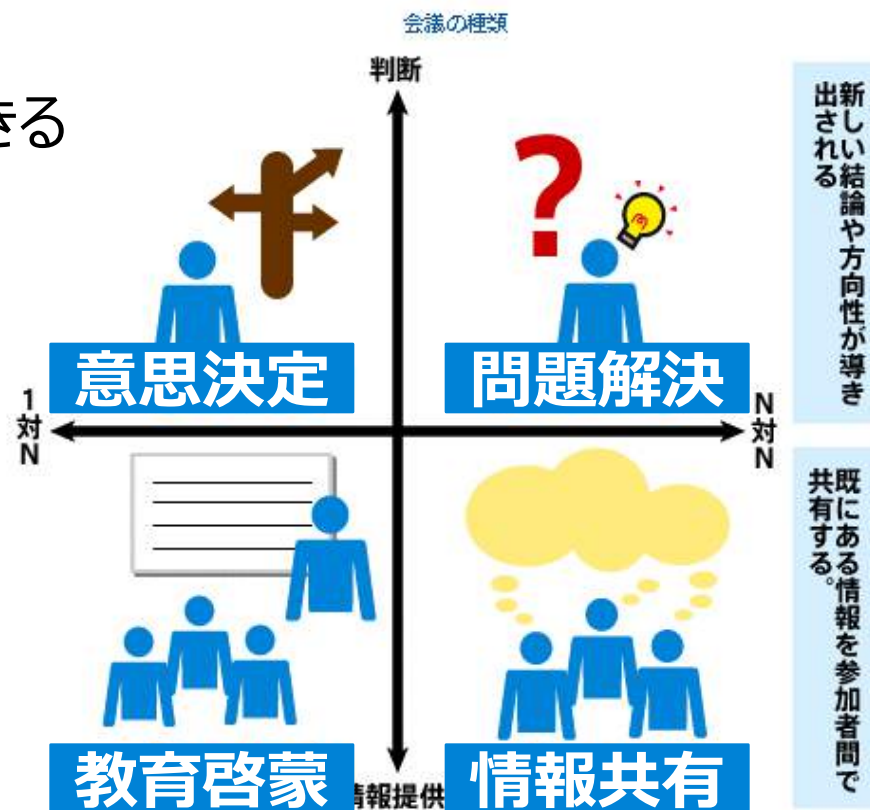 会議の種類
判断
きる
新しい結論や方向性が導き
出される
意思決定
問題解決
1対N
N対N
既にある情報を参加者間で
共有する。
教育啓蒙
情報提供
情報共有